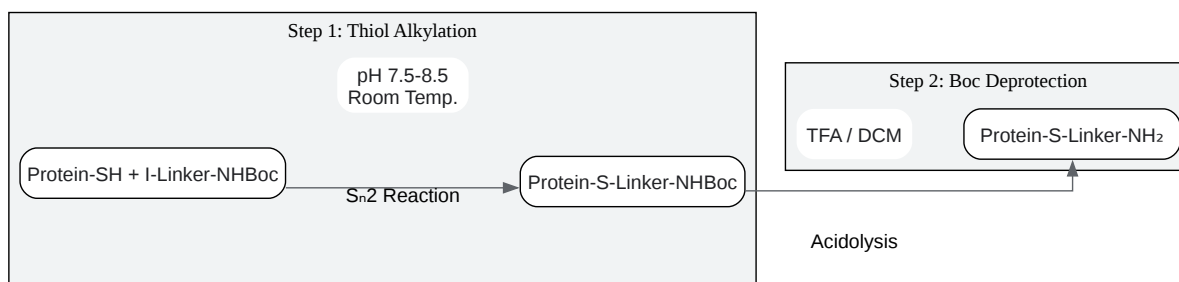 Step 1: Thiol Alkylation
pH 7.5-8.5
Room Temp.
Protein-SH + I-Linker-NHBoc
Sₙ2 Reaction
Protein-S-Linker-NHBoc
Step 2: Boc Deprotection
TFA / DCM
Protein-S-Linker-NH₂
Acidolysis